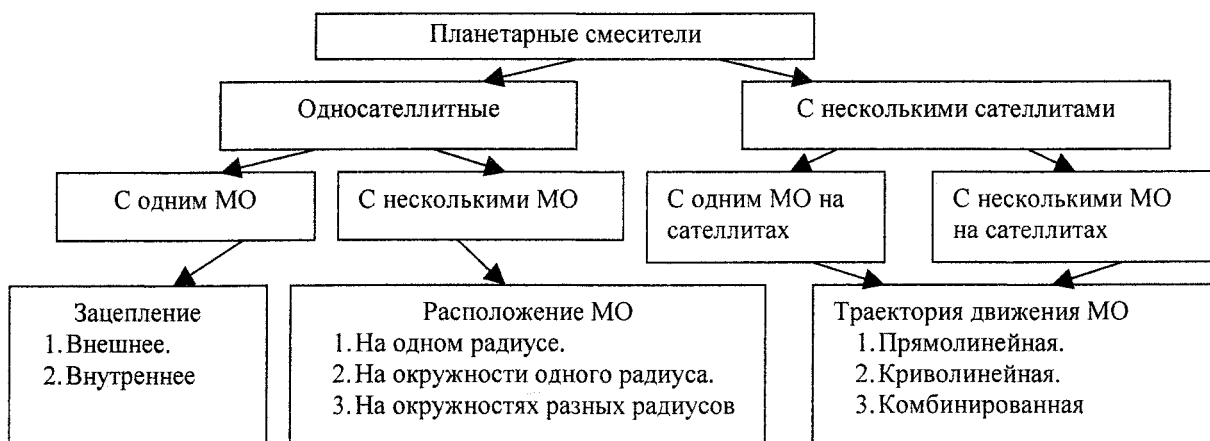 Планетарные смесители
Односателлитные
С несколькими сателлитами
С одним МО
С несколькими МО
С одним МО на
сателлитах
С несколькими МО
на сателлитах
Зацепление
1. Внешнее.
2. Внутреннее
Расположение МО
1. На одном радиусе.
2. На окружности одного радиуса.
3. На окружностях разных радиусов
Траектория движения МО
1. Прямолинейная.
2. Криволинейная.
3. Комбинированная